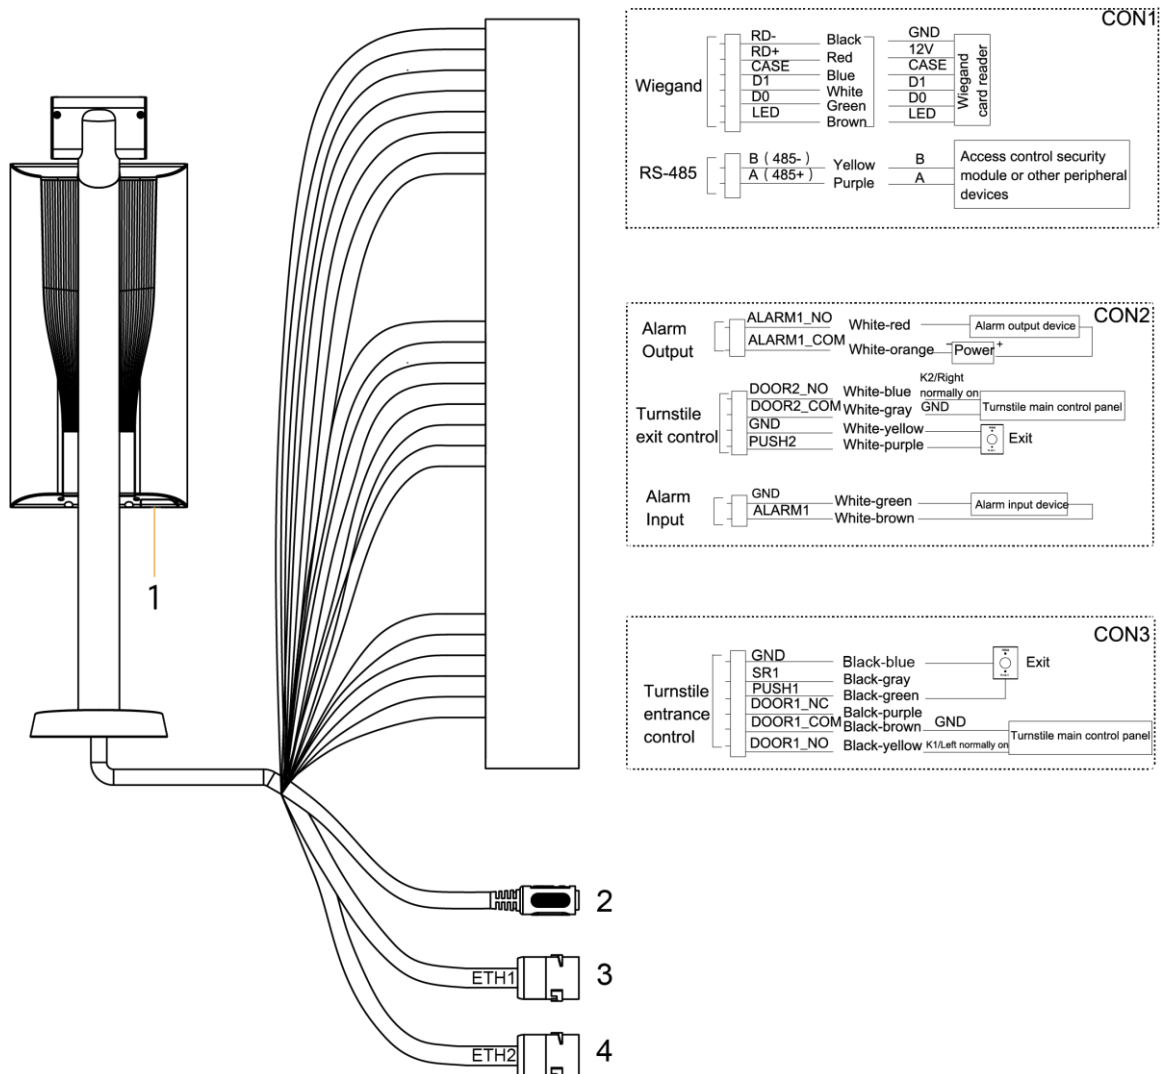 CON1
Wiegand
RD- Black GND
RD+ Red 12V
CASE Blue CASE
D1 White D1
D0 Green D0
LED Brown LED
Wiegand
card reader
RS-485
B ( 485-) Yellow B
A ( 485+) Purple A
Access control security
module or other peripheral
devices
CON2
Alarm
Output
ALARM1_NO White-red Alarm output device
ALARM1_COM White-orange - Power +
Turnstile
exit control
DOOR2_NO White-blue K2/Right
normally on
DOOR2_COM White-gray GND Turnstile main control panel
GND White-yellow
PUSH2 White-purple
Exit
Alarm
Input
GND White-green Alarm input device
ALARM1 White-brown
CON3
Turnstile
entrance
control
GND Black-blue Exit
SR1 Black-gray
PUSH1 Black-green
DOOR1_NC Balck-purple
DOOR1_COM Black-brown GND
DOOR1_NO Black-yellow K1/Left normally on
Turnstile main control panel
1
2
ETH1 3
ETH2 4